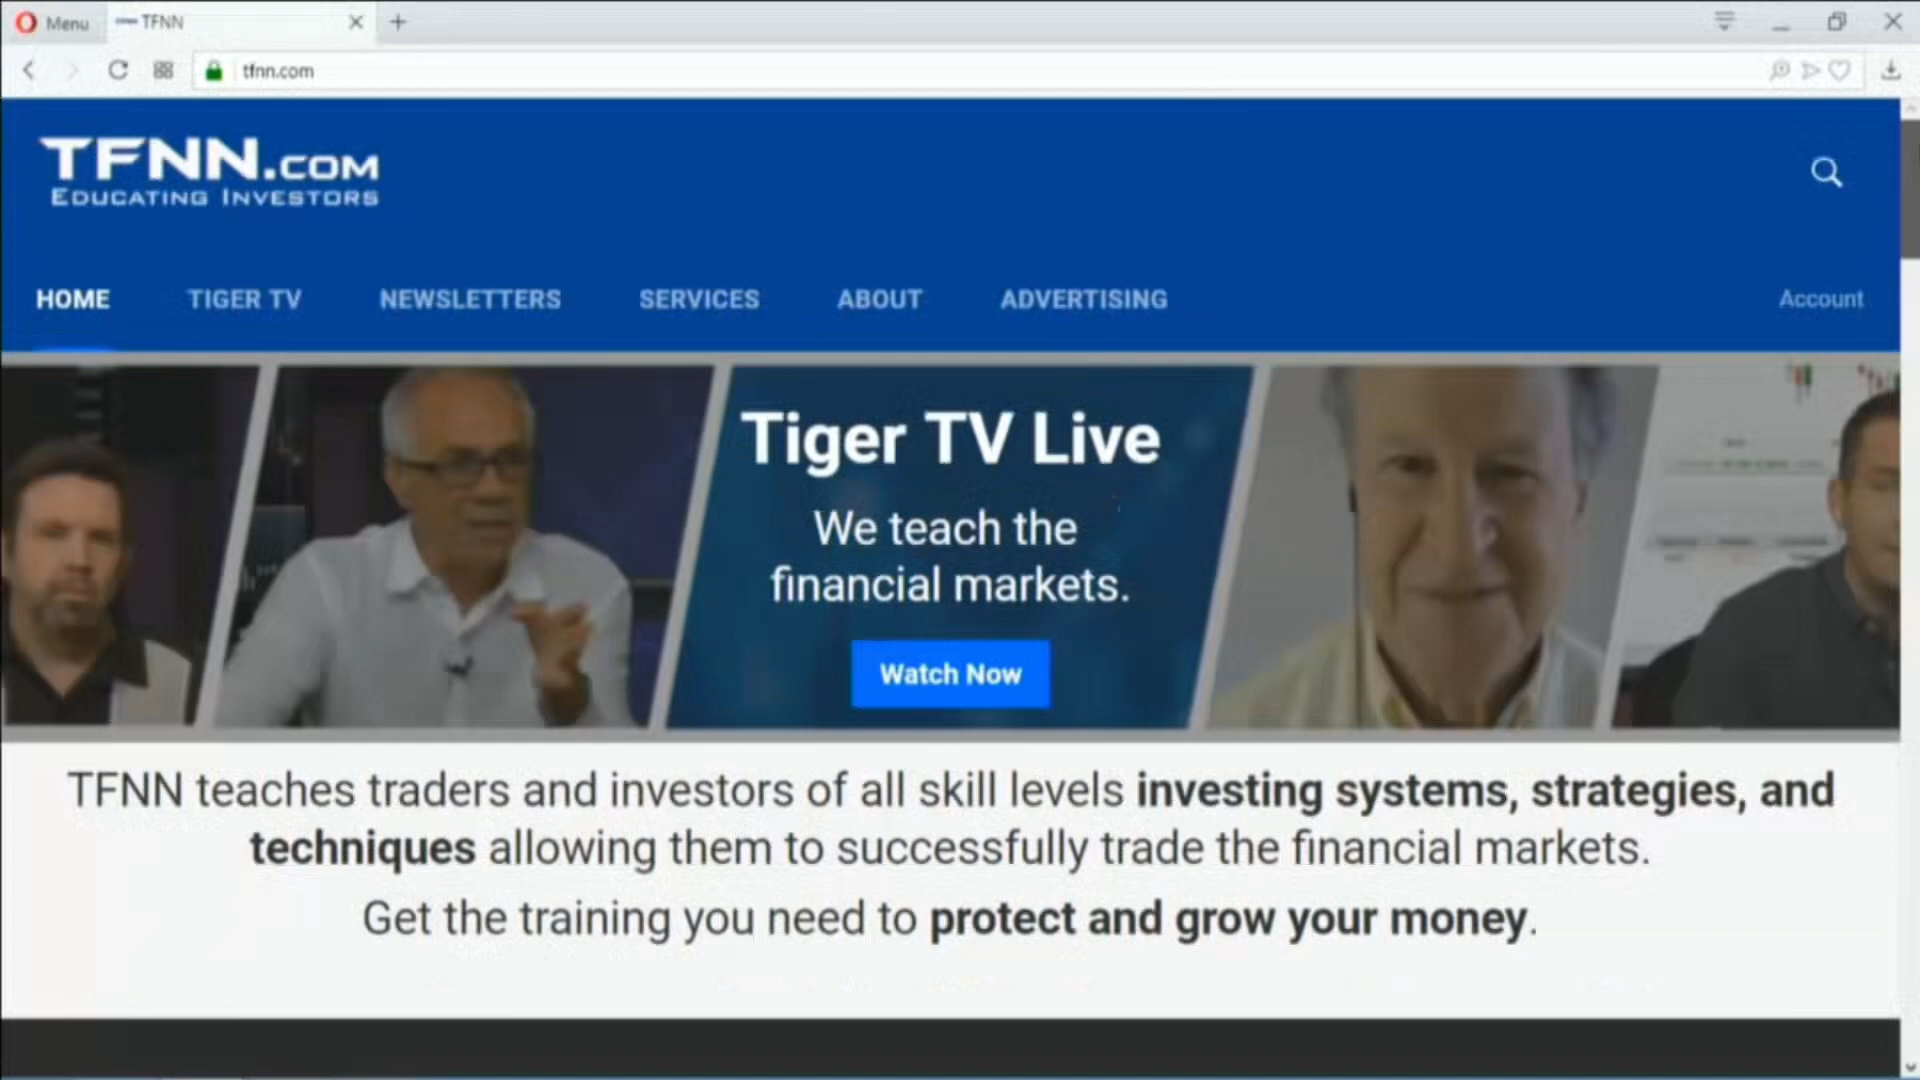 Menu
TFNN
tfnn.com
TFNN.COM
EDUCATING INVESTORS
HOME
TIGER TV
NEWSLETTERS
SERVICES
ABOUT
ADVERTISING
Account
Tiger TV Live
We teach the
financial markets.
Watch Now
TFNN teaches traders and investors of all skill levels investing systems, strategies, and
techniques allowing them to successfully trade the financial markets.
Get the training you need to protect and grow your money.